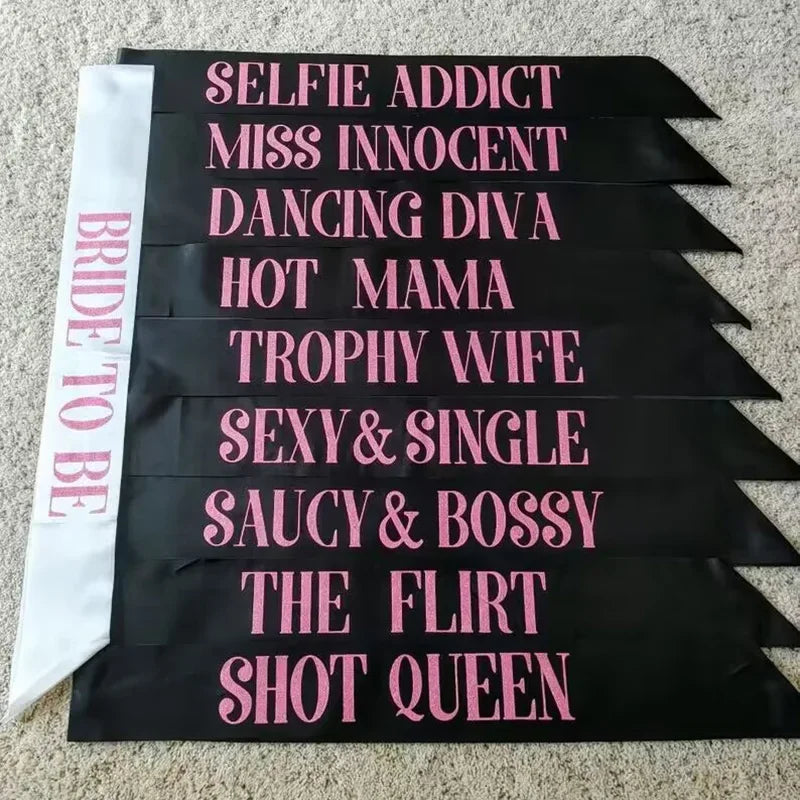 SELFIE ADDICT
MISS INNOCENT
DANCING DIVA
HOT MAMA
TROPHY WIFE
SEXY & SINGLE
SAUCY & BOSSY
THE FLIRT
SHOT QUEEN
BRIDE TO BE